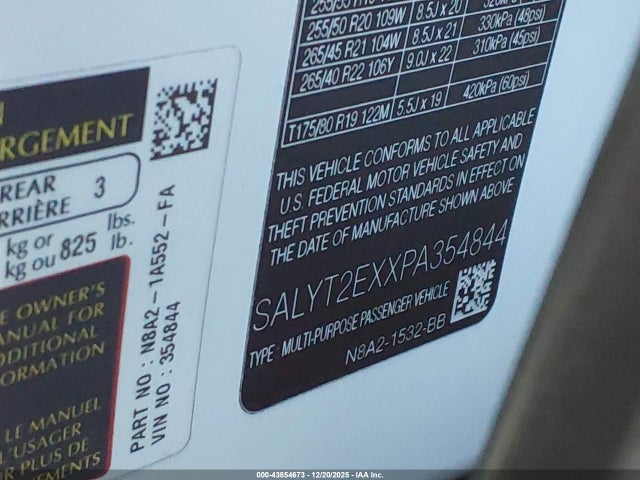 RGEMENT
REAR 3
RRIÈRE
kg or 825 lbs.
kg ou lb.
E OWNER'S
ANUAL FOR
DDITIONAL
FORMATION
LE MANUEL
L'USAGER
R PLUS DE
PART NO : N8A2-1A552-FA
VIN NO : 354844
255/50 R20 109W 8.5J x 20
265/45 R21 104W 8.5J x 21 330kPa (48psi)
265/40 R22 106Y 9.0J x 22 310kPa (45psi)
T175/80 R19 122M 5.5J x 19 420kPa (60psi)
THIS VEHICLE CONFORMS TO ALL APPLICABLE
U.S. FEDERAL MOTOR VEHICLE SAFETY AND
THEFT PREVENTION STANDARDS IN EFFECT ON
THE DATE OF MANUFACTURE SHOWN ABOVE
SALYT2EXXPA354844
TYPE : MULTI-PURPOSE PASSENGER VEHICLE
N8A2-1532-BB
000-43854673 - 12/20/2025 - IAA Inc.